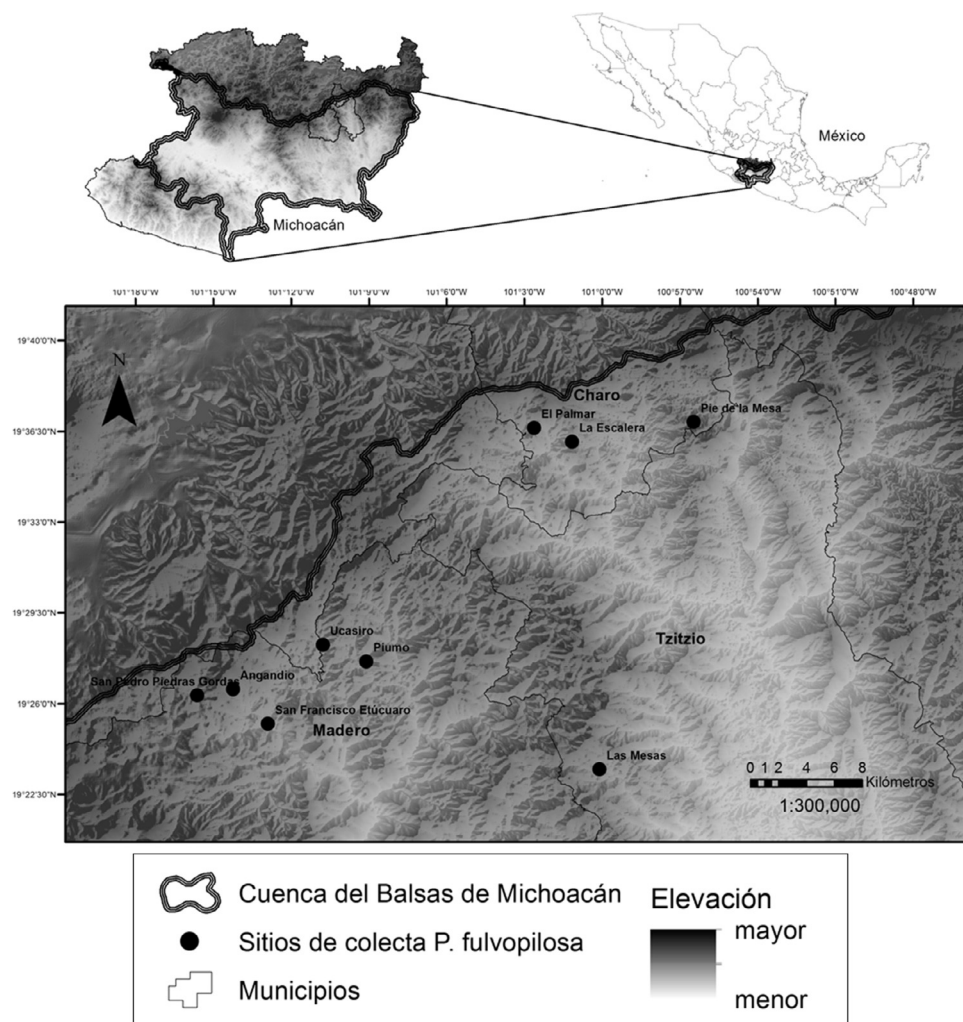 México
Michoacán
101°18'0"W 101°15'0"W 101°12'0"W 101°9'0"W 101°6'0"W 101°3'0"W 101°0'0"W 100°57'0"W 100°54'0"W 100°51'0"W 100°48'0"W
19°40'0"N
N
Charo
El Palmar
Pie de la Mesa
La Escalera
19°36'30"N
19°33'0"N
19°29'30"N
Ucasiro
Tzitzio
Piumo
San Pedro Piedras Gordas
Angandio
19°26'0"N
San Francisco Etúcuaro
Madero
Las Mesas
0 1 2 4 6 8
Kilómetros
19°22'30"N
1:300,000
Cuenca del Balsas de Michoacán
Sitios de colecta P. fulvopilosa
Municipios
Elevación
mayor
menor